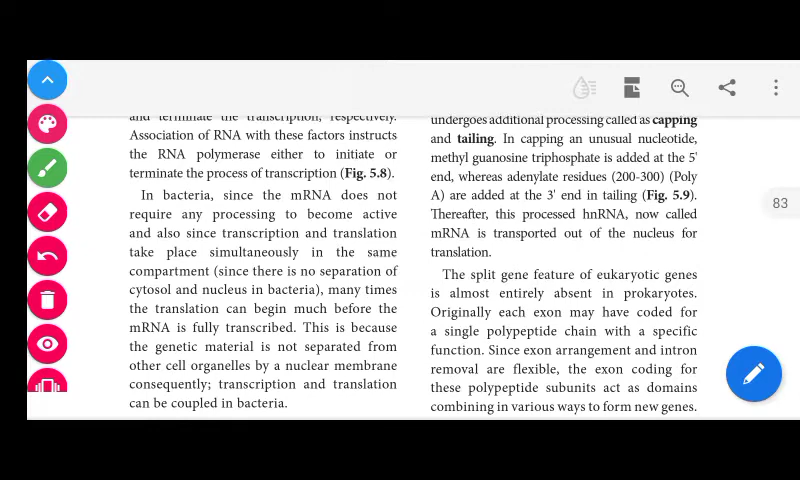 and terminate the transcription, respectively.
Association of RNA with these factors instructs
the RNA polymerase either to initiate or
terminate the process of transcription (Fig. 5.8).
In bacteria, since the mRNA does not
require any processing to become active
and also since transcription and translation
take place simultaneously in the same
compartment (since there is no separation of
cytosol and nucleus in bacteria), many times
the translation can begin much before the
mRNA is fully transcribed. This is because
the genetic material is not separated from
other cell organelles by a nuclear membrane
consequently; transcription and translation
can be coupled in bacteria.
undergoes additional processing called as capping
and tailing. In capping an unusual nucleotide,
methyl guanosine triphosphate is added at the 5'
end, whereas adenylate residues (200-300) (Poly
A) are added at the 3' end in tailing (Fig. 5.9).
Thereafter, this processed hnRNA, now called
mRNA is transported out of the nucleus for
translation.
The split gene feature of eukaryotic genes
is almost entirely absent in prokaryotes.
Originally each exon may have coded for
a single polypeptide chain with a specific
function. Since exon arrangement and intron
removal are flexible, the exon coding for
these polypeptide subunits act as domains
combining in various ways to form new genes.
83